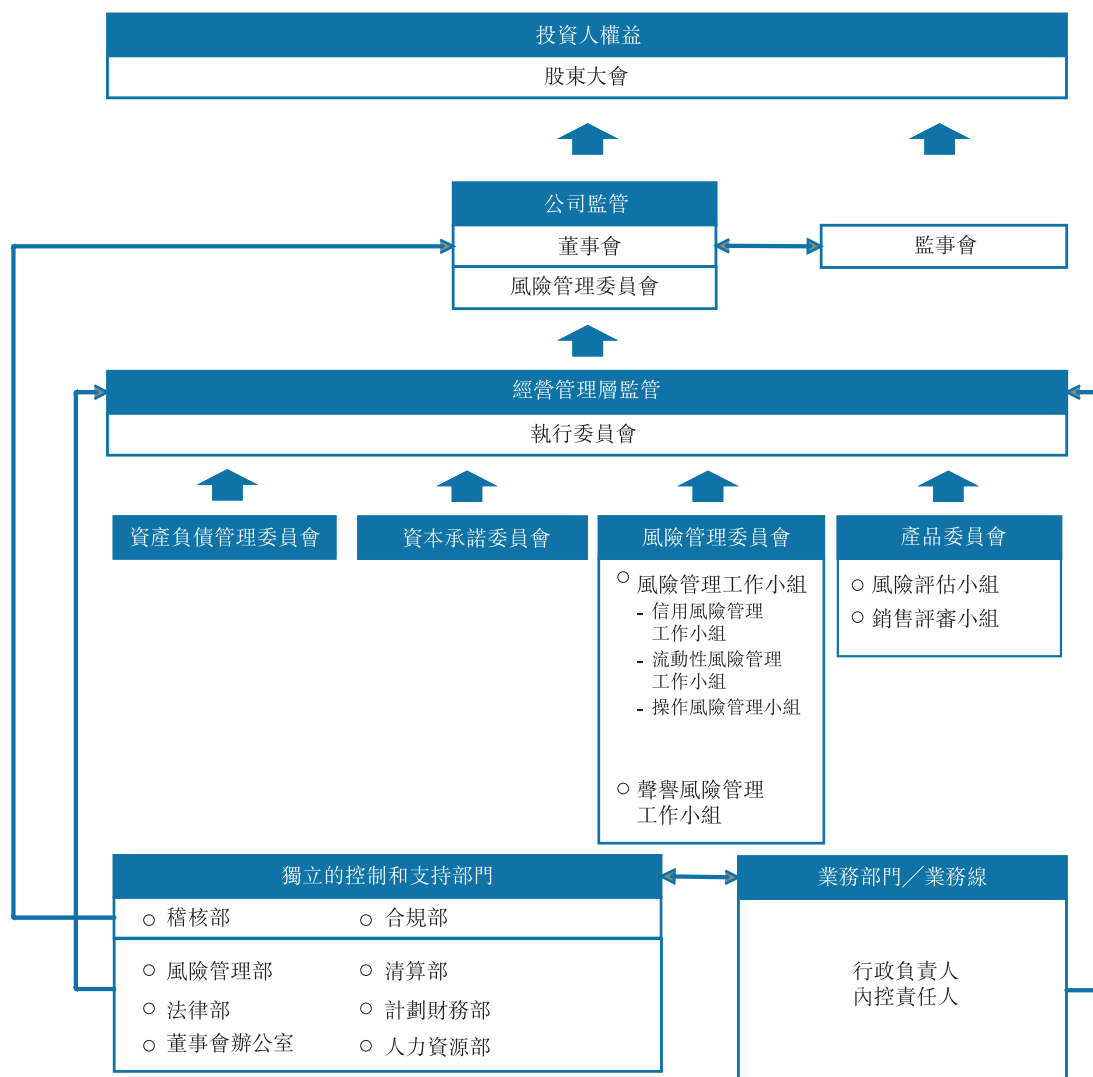 投資人權益
股東大會
公司監管
董事會
監事會
風險管理委員會
經營管理層監管
執行委員會
資產負債管理委員會
資本承諾委員會
風險管理委員會
○ 風險管理工作小組
- 信用風險管理
工作小組
- 流動性風險管理
工作小組
- 操作風險管理小組
○ 聲譽風險管理
工作小組
產品委員會
○ 風險評估小組
○ 銷售評審小組
獨立的控制和支持部門
○ 稽核部
○ 合規部
○ 風險管理部
○ 清算部
○ 法律部
○ 計劃財務部
○ 董事會辦公室
○ 人力資源部
業務部門／業務線
行政負責人
內控責任人